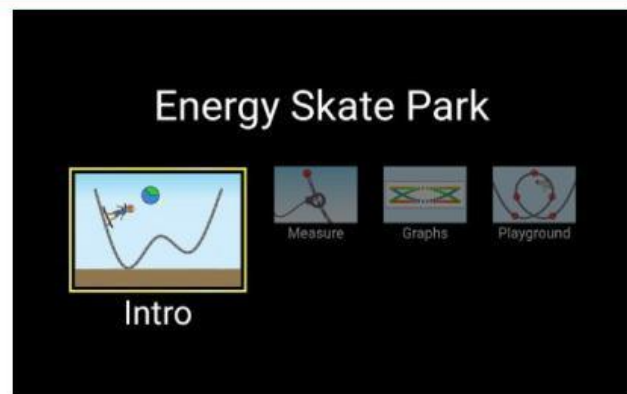 Energy Skate Park
Intro
Measure
Graphs
Playground